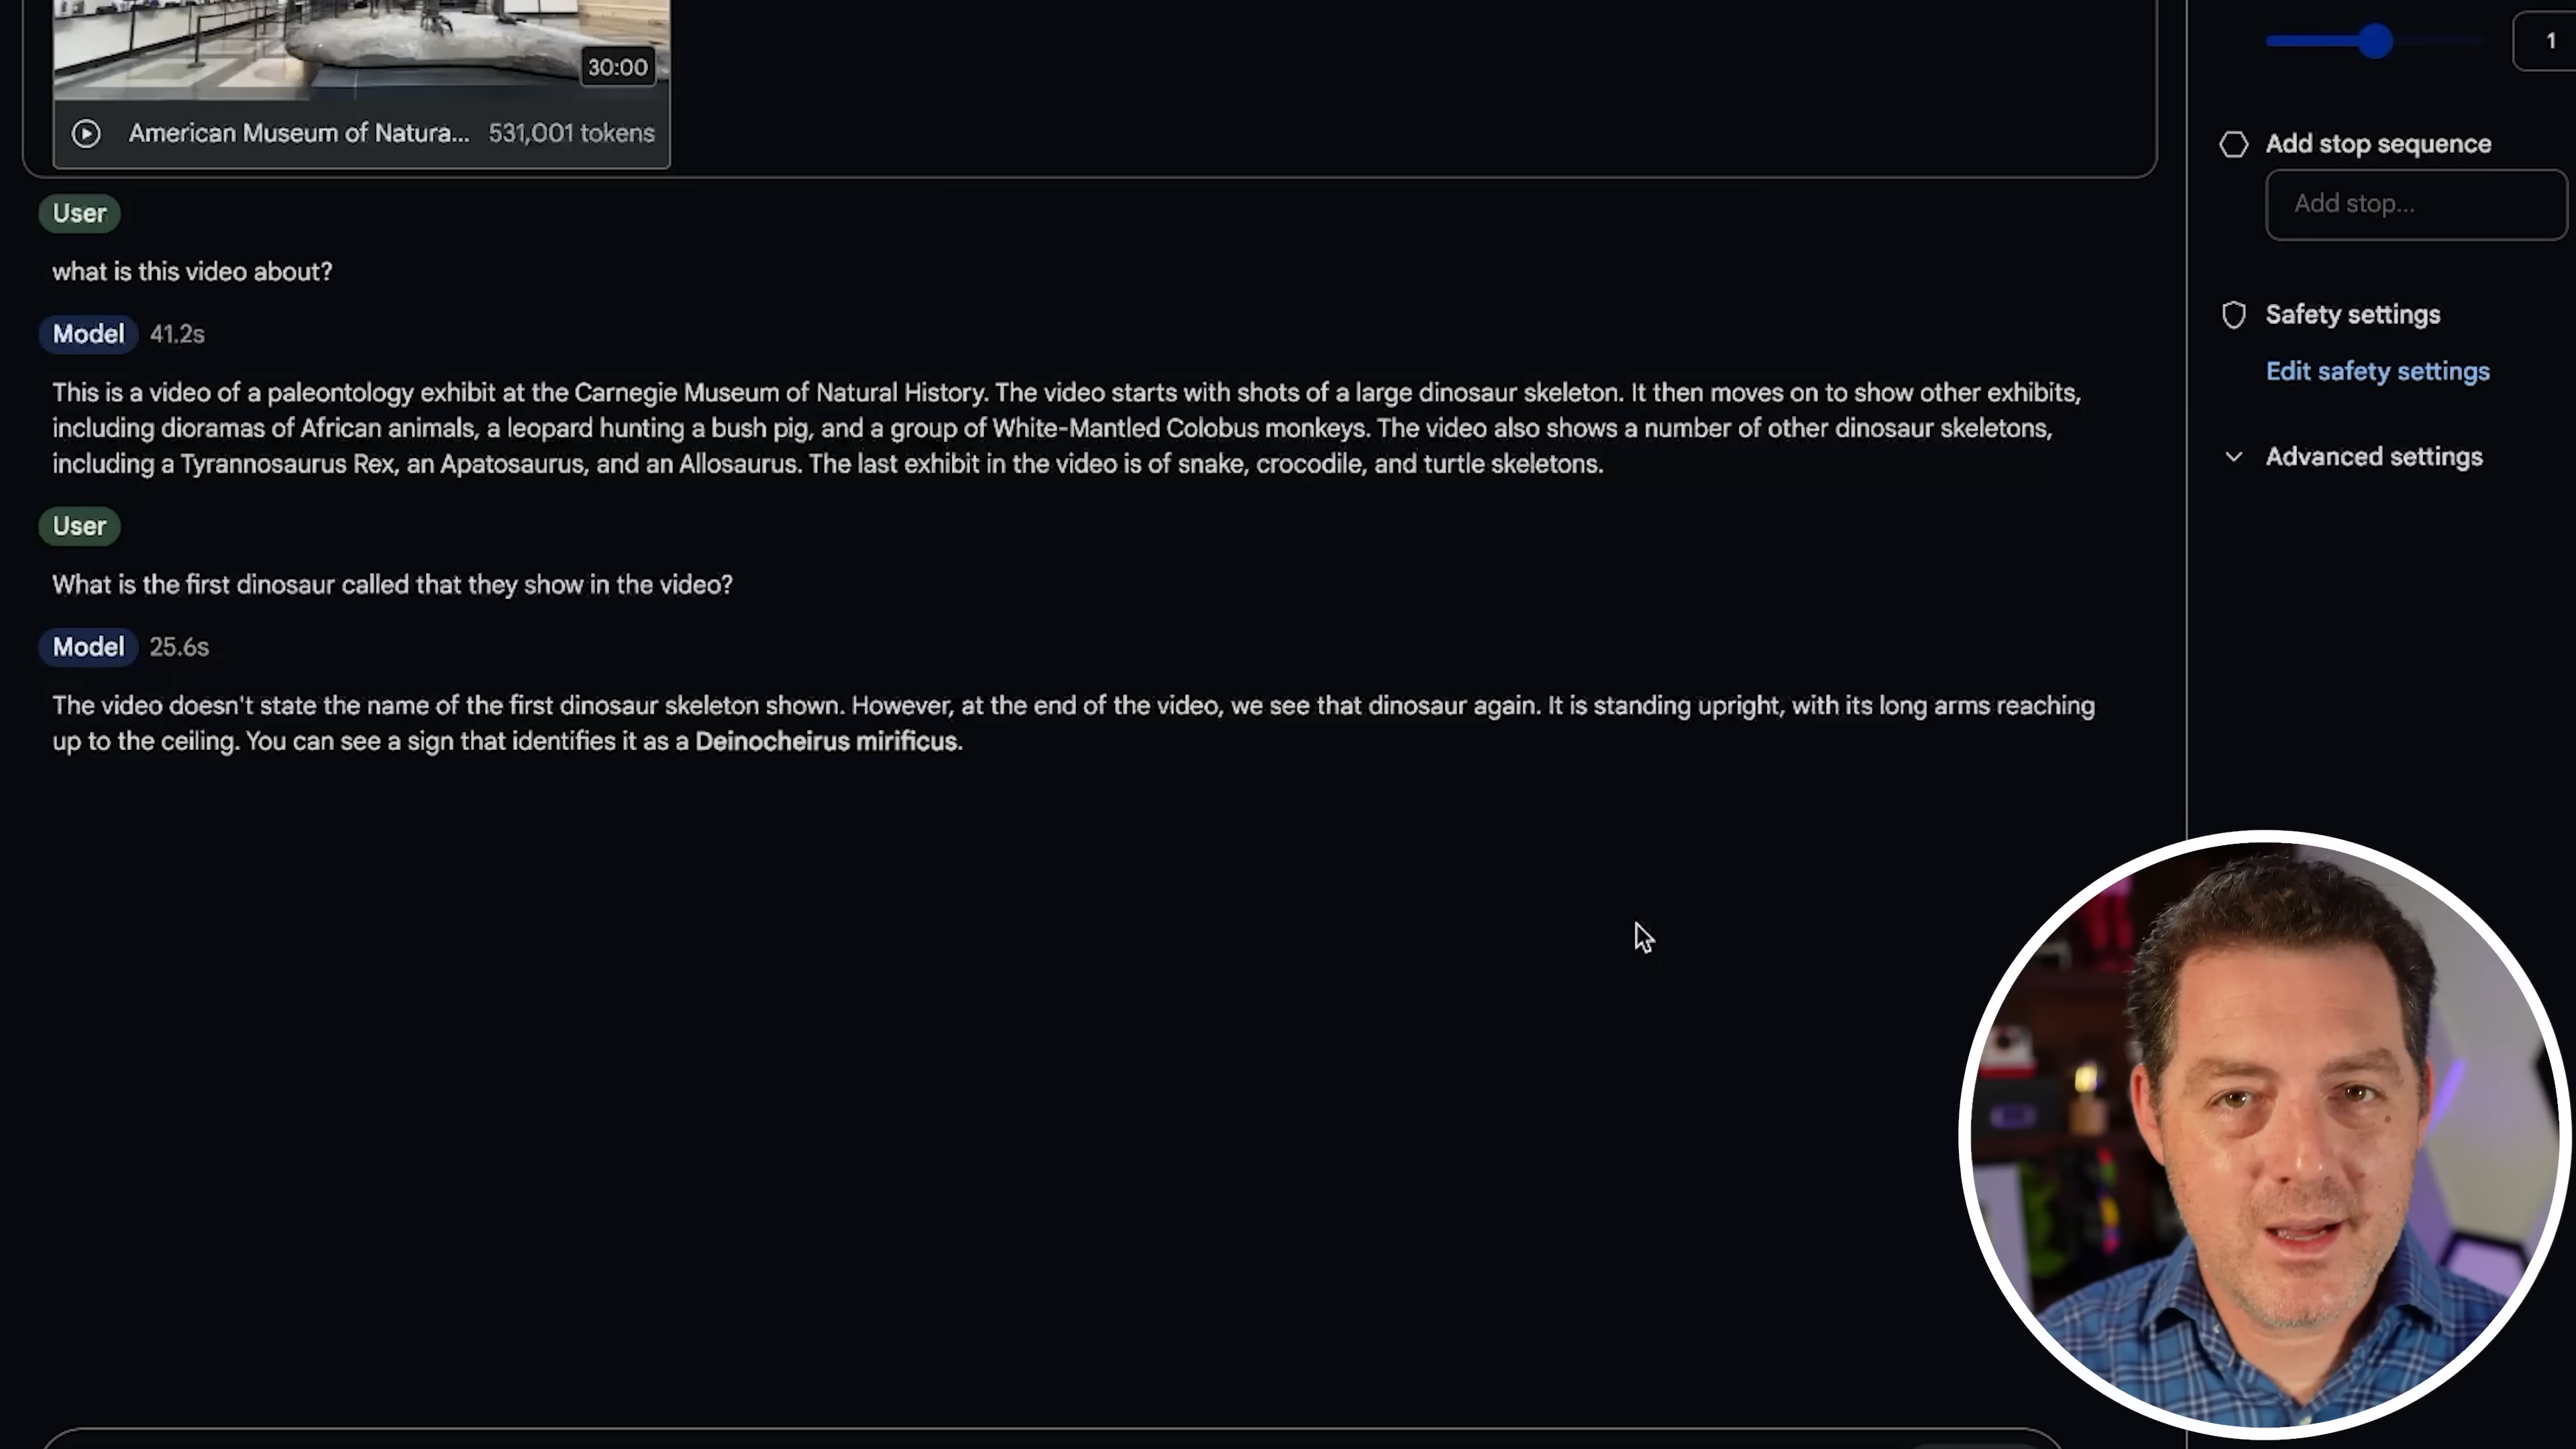 30:00
American Museum of Natura... 531,001 tokens
User
what is this video about?
Model 41.2s
This is a video of a paleontology exhibit at the Carnegie Museum of Natural History. The video starts with shots of a large dinosaur skeleton. It then moves on to show other exhibits,
including dioramas of African animals, a leopard hunting a bush pig, and a group of White-Mantled Colobus monkeys. The video also shows a number of other dinosaur skeletons,
including a Tyrannosaurus Rex, an Apatosaurus, and an Allosaurus. The last exhibit in the video is of snake, crocodile, and turtle skeletons.
User
What is the first dinosaur called that they show in the video?
Model 25.6s
The video doesn't state the name of the first dinosaur skeleton shown. However, at the end of the video, we see that dinosaur again. It is standing upright, with its long arms reaching
up to the ceiling. You can see a sign that identifies it as a Deinocheirus mirificus.
1
Add stop sequence
Add stop...
Safety settings
Edit safety settings
Advanced settings